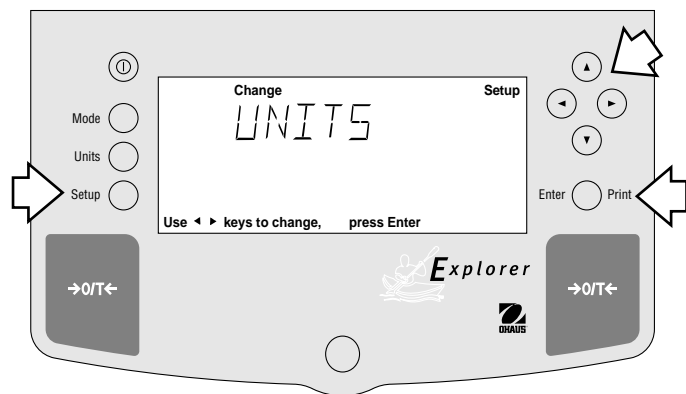 Change Setup
UNITS
Mode
Units
Setup
Enter Print
Use ◄ ► keys to change, press Enter
Explorer
→0/T← →0/T←
OHAUS